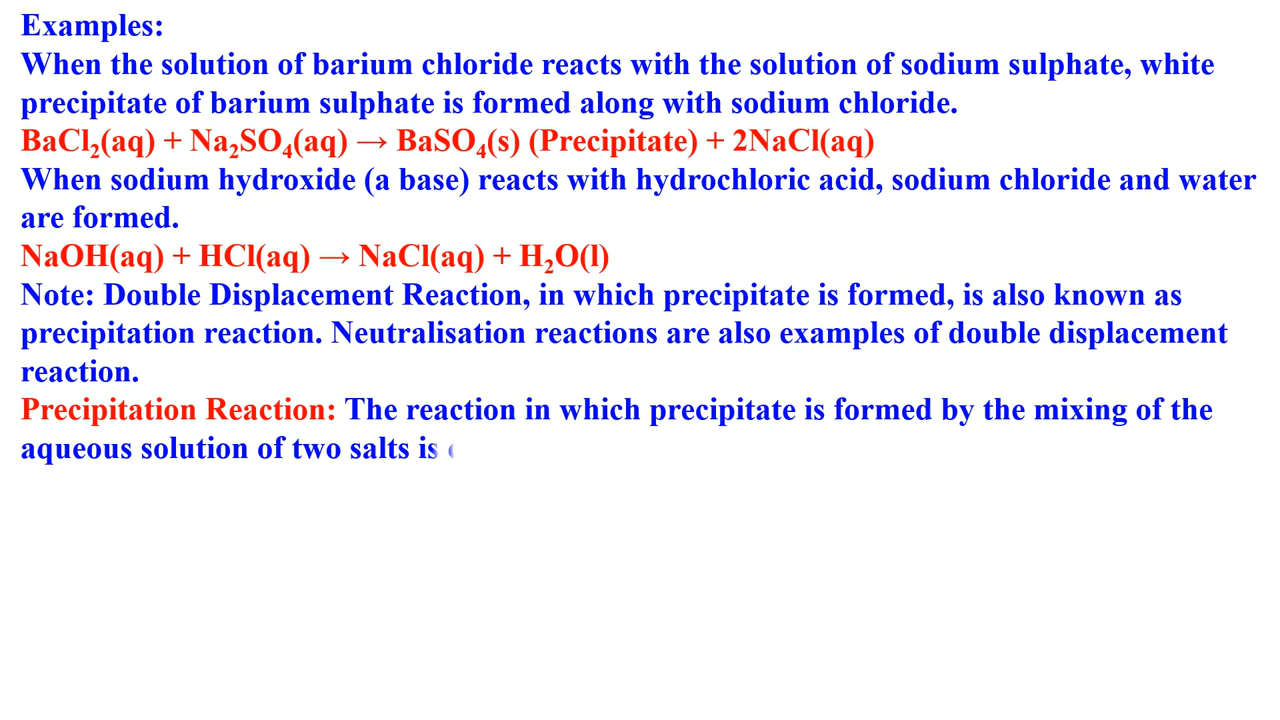 Examples:
When the solution of barium chloride reacts with the solution of sodium sulphate, white
precipitate of barium sulphate is formed along with sodium chloride.
BaCl₂(aq) + Na₂SO₄(aq) → BaSO₄(s) (Precipitate) + 2NaCl(aq)
When sodium hydroxide (a base) reacts with hydrochloric acid, sodium chloride and water
are formed.
NaOH(aq) + HCl(aq) → NaCl(aq) + H₂O(l)
Note: Double Displacement Reaction, in which precipitate is formed, is also known as
precipitation reaction. Neutralisation reactions are also examples of double displacement
reaction.
Precipitation Reaction: The reaction in which precipitate is formed by the mixing of the
aqueous solution of two salts is